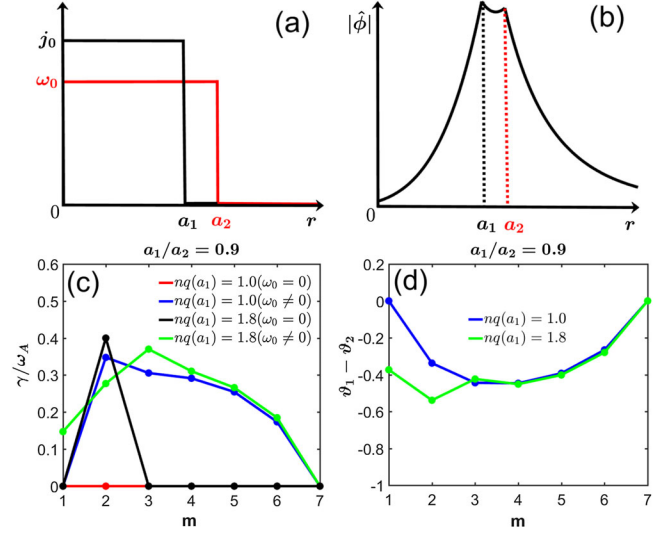 (a)
j₀
ω₀
0
a₁
a₂
r
(b)
|ϕ̂|
0
a₁
a₂
r
a₁/a₂ = 0.9
(c)
γ/ω_A
0.6
0.5
0.4
0.3
0.2
0.1
0
nq(a₁) = 1.0(ω₀ = 0)
nq(a₁) = 1.0(ω₀ ≠ 0)
nq(a₁) = 1.8(ω₀ = 0)
nq(a₁) = 1.8(ω₀ ≠ 0)
1 2 3 4 5 6 7
m
a₁/a₂ = 0.9
(d)
ϑ₁ − ϑ₂
0.2
0
-0.2
-0.4
-0.6
-0.8
-1
nq(a₁) = 1.0
nq(a₁) = 1.8
1 2 3 4 5 6 7
m